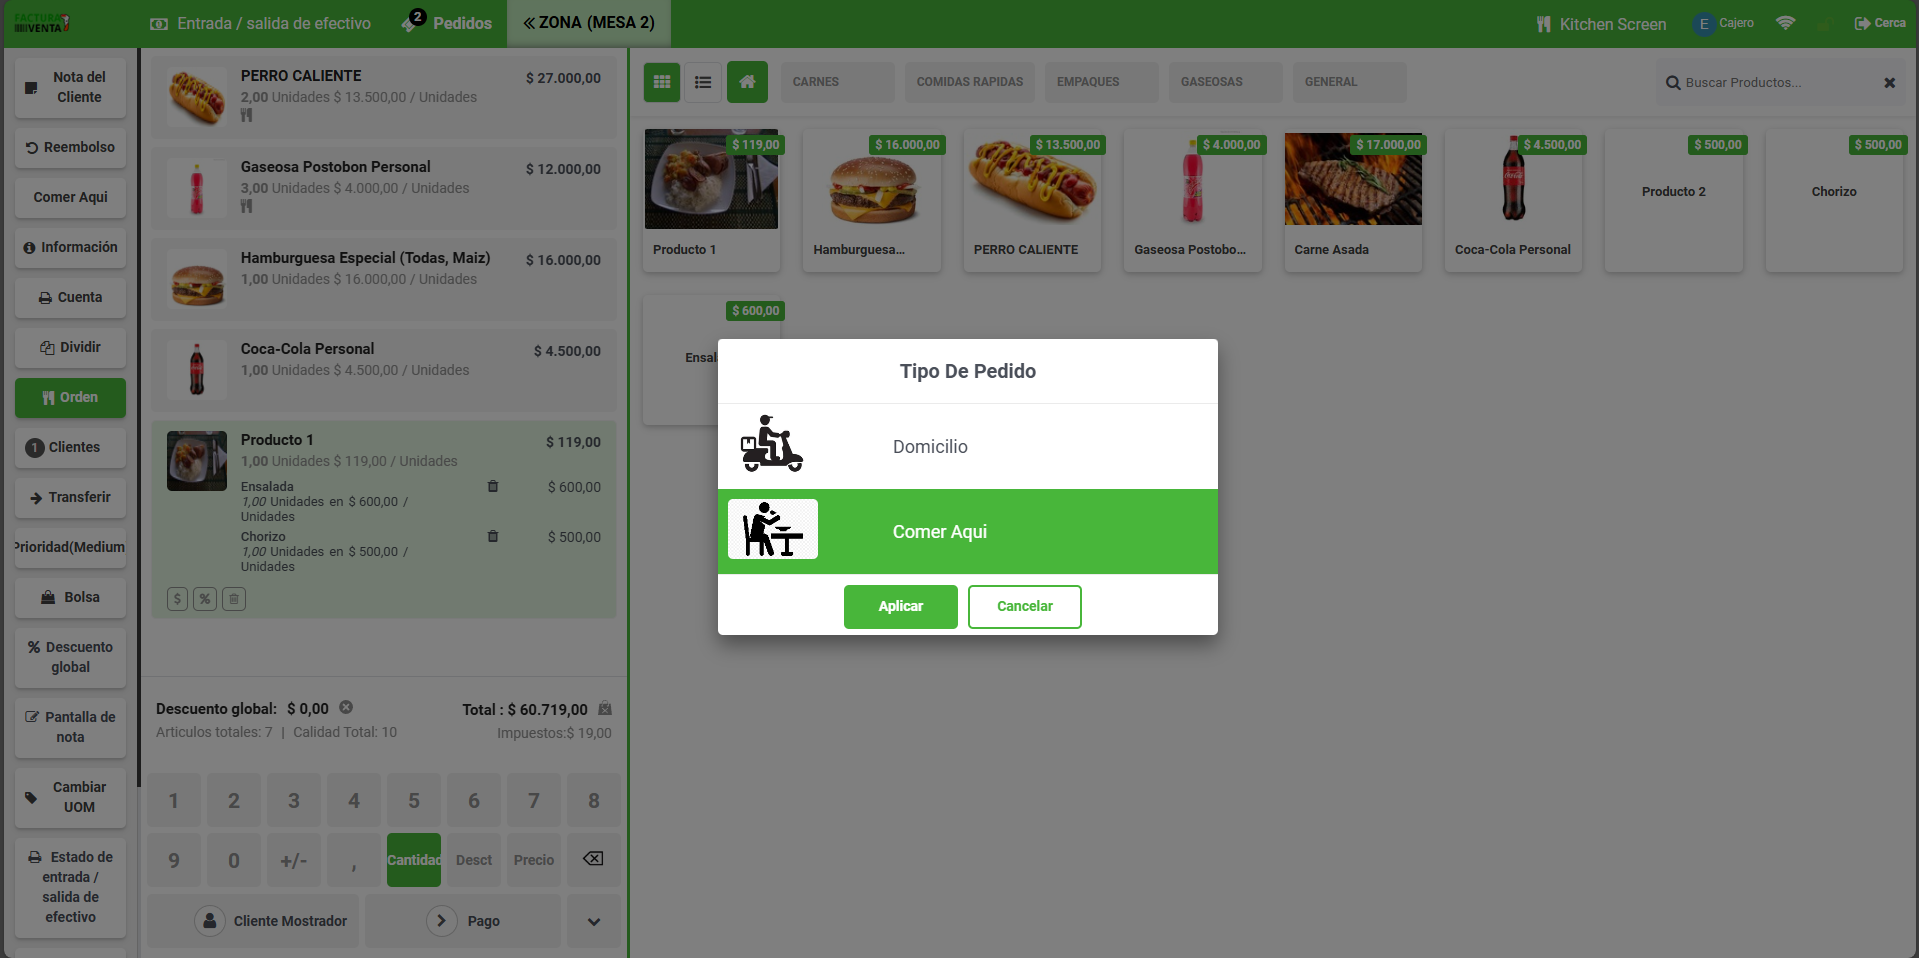 FACTURA
VENTA
Entrada / salida de efectivo
2
Pedidos
ZONA (MESA 2)
Kitchen Screen
E
Cajero
Cerca
Nota del
Cliente
Reembolso
Comer Aqui
Información
Cuenta
Dividir
Orden
1 Clientes
Transferir
Prioridad(Medium
Bolsa
% Descuento
global
Pantalla de
nota
Cambiar
UOM
Estado de
entrada /
salida de
efectivo
PERRO CALIENTE
$ 27.000,00
2,00 Unidades $ 13.500,00 / Unidades
Gaseosa Postobon Personal
$ 12.000,00
3,00 Unidades $ 4.000,00 / Unidades
Hamburguesa Especial (Todas, Maiz)
$ 16.000,00
1,00 Unidades $ 16.000,00 / Unidades
Coca-Cola Personal
$ 4.500,00
1,00 Unidades $ 4.500,00 / Unidades
Producto 1
$ 119,00
1,00 Unidades $ 119,00 / Unidades
Ensalada
$ 600,00
1,00 Unidades en $ 600,00 /
Unidades
Chorizo
$ 500,00
1,00 Unidades en $ 500,00 /
Unidades
$ %
Descuento global: $ 0,00
Total : $ 60.719,00
Articulos totales: 7 | Calidad Total: 10
Impuestos:$ 19,00
1 2 3 4 5 6 7 8
9 0 +/- , Cantidad Desct Precio
Cliente Mostrador
Pago
CARNES
COMIDAS RAPIDAS
EMPAQUES
GASEOSAS
GENERAL
Buscar Productos...
$ 119,00
Producto 1
$ 16.000,00
Hamburguesa...
$ 13.500,00
PERRO CALIENTE
$ 4.000,00
Gaseosa Postobo...
$ 17.000,00
Carne Asada
$ 4.500,00
Coca-Cola Personal
$ 500,00
Producto 2
$ 500,00
Chorizo
$ 600,00
Ensal
Tipo De Pedido
Domicilio
Comer Aqui
Aplicar
Cancelar